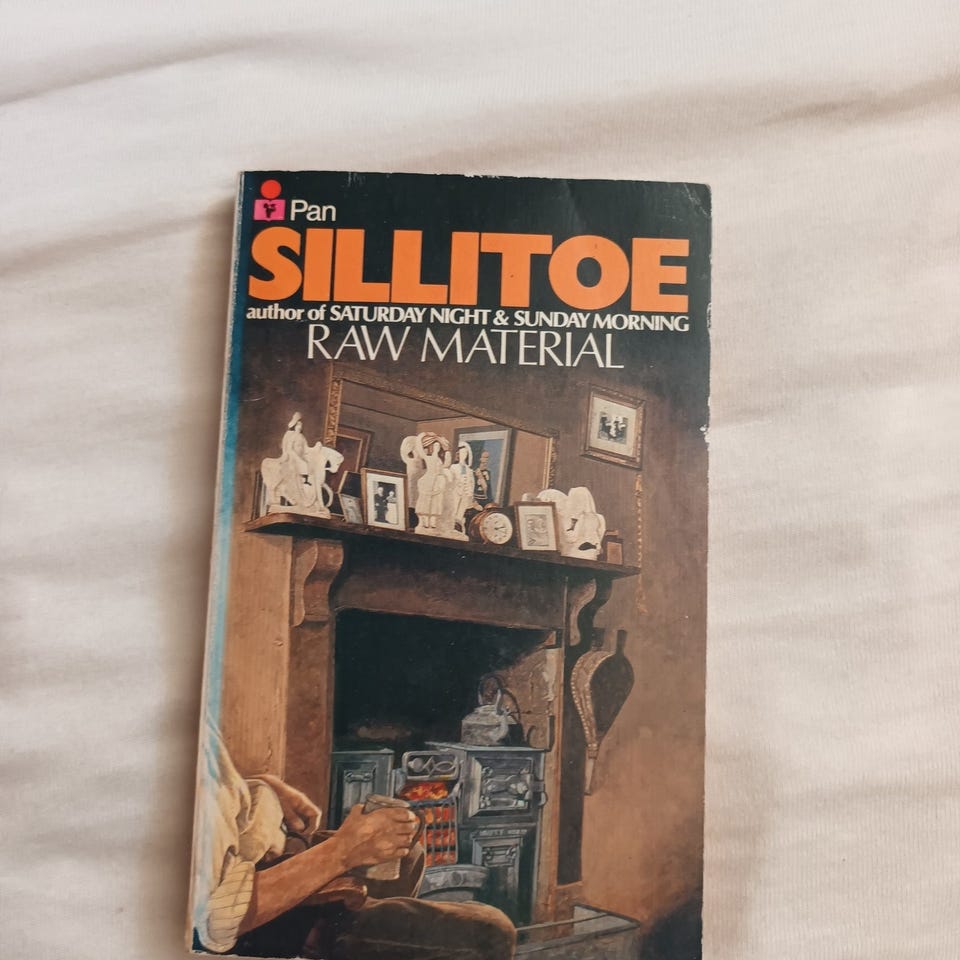 Pan
SILLITOE
author of SATURDAY NIGHT & SUNDAY MORNING
RAW MATERIAL